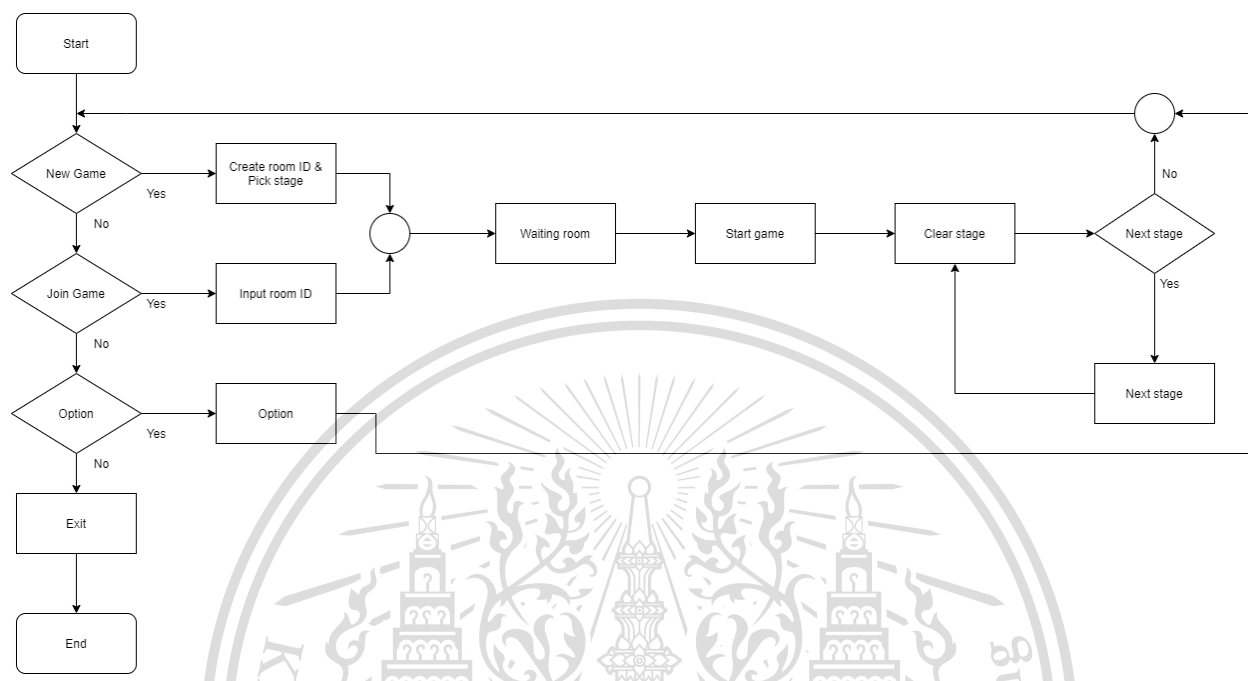 Start
New Game
Yes
No
Create room ID &
Pick stage
Join Game
Yes
No
Input room ID
Waiting room
Start game
Clear stage
Next stage
No
Yes
Next stage
Option
Yes
No
Option
Exit
End
K
gu